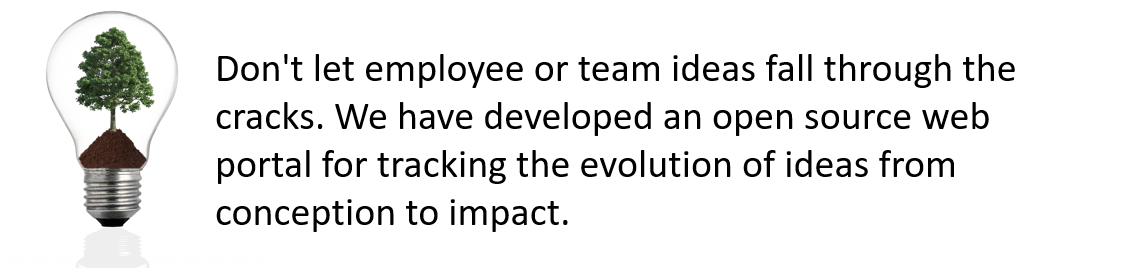 Don't let employee or team ideas fall through the
cracks. We have developed an open source web
portal for tracking the evolution of ideas from
conception to impact.